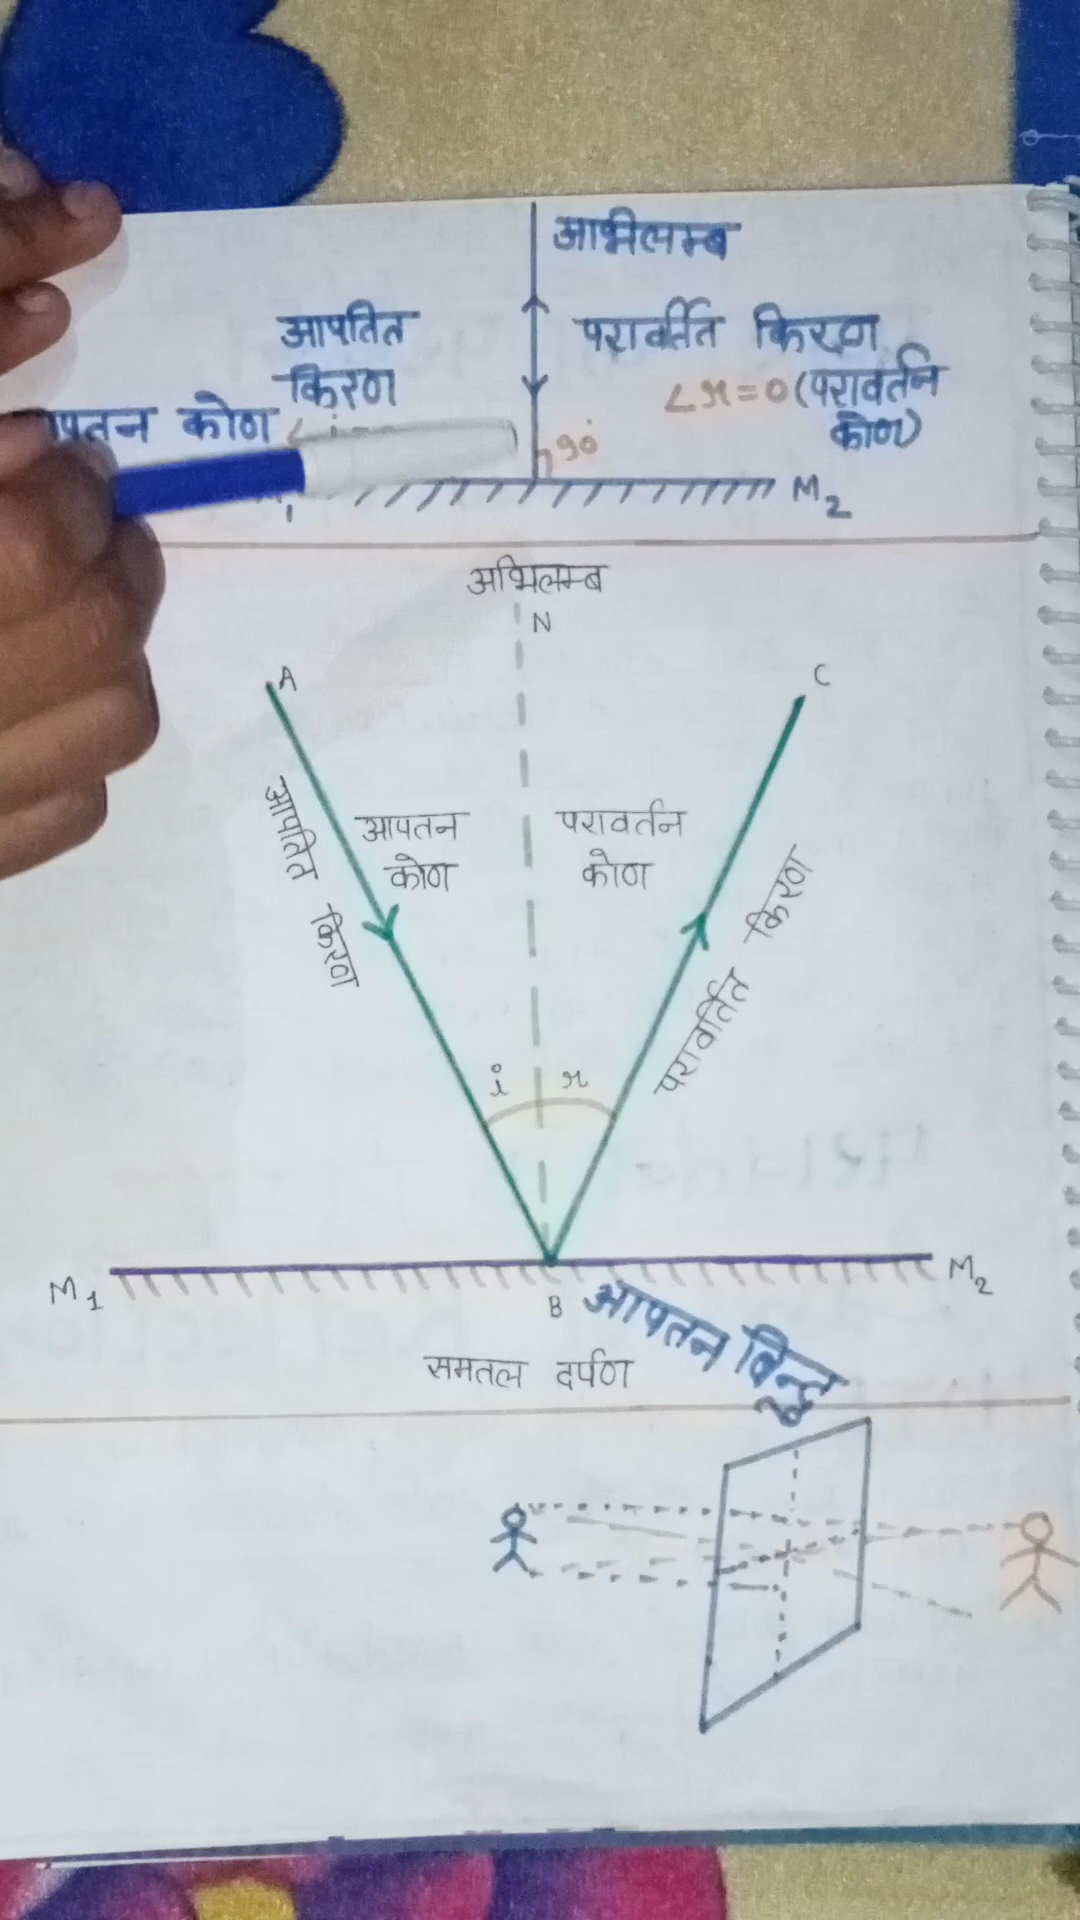 अभिलम्ब
आपतित
किरण
परावर्तित किरण
∠r=0(परावर्तन
कोण)
पतन कोण ∠i
90°
M2
अभिलम्ब
N
A
C
आपतित किरण
आपतन
कोण
परावर्तन
कोण
परावर्तित किरण
i
r
M1
M2
B
आपतन बिन्दु
समतल दर्पण